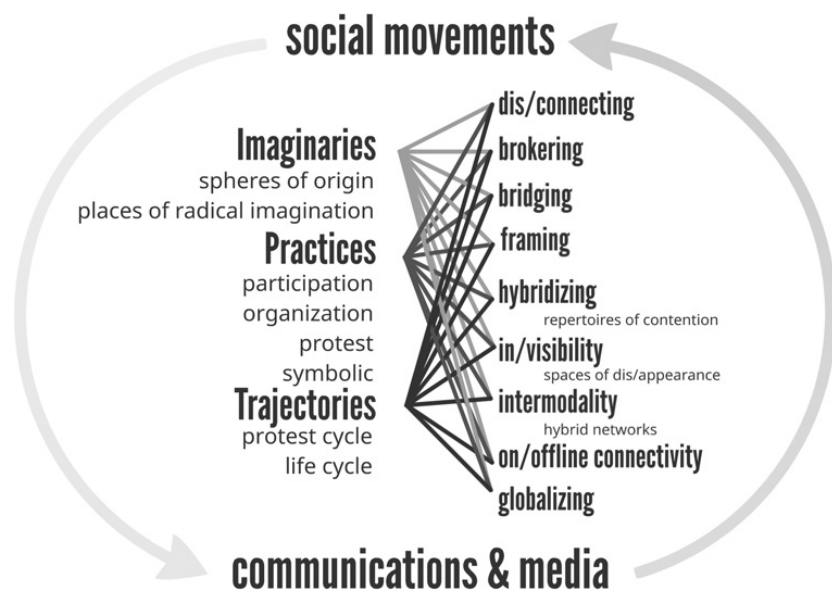 social movements
Imaginaries
spheres of origin
places of radical imagination
Practices
participation
organization
protest
symbolic
Trajectories
protest cycle
life cycle
dis/connecting
brokering
bridging
framing
hybridizing
repertoires of contention
in/visibility
spaces of dis/appearance
intermodality
hybrid networks
on/offline connectivity
globalizing
communications & media